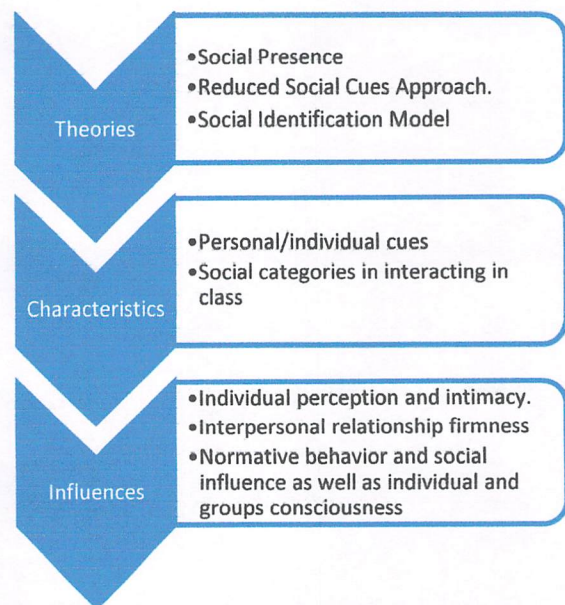 Theories
•Social Presence
•Reduced Social Cues Approach.
•Social Identification Model
Characteristics
•Personal/individual cues
•Social categories in interacting in
class
Influences
•Individual perception and intimacy.
•Interpersonal relationship firmness
•Normative behavior and social
influence as well as individual and
groups consciousness